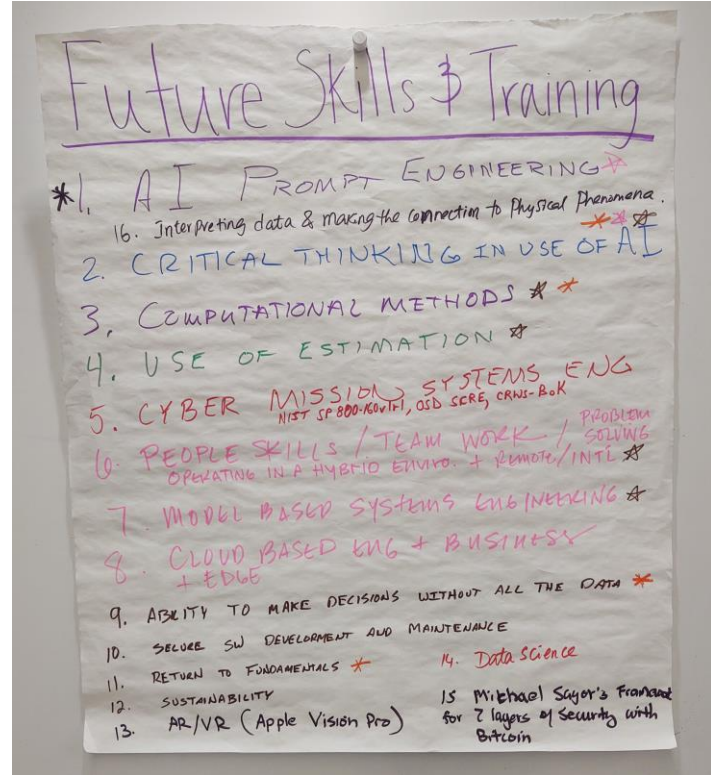 Future Skills & Training
*1. AI PROMPT ENGINEERING
16. Interpreting data & making the connection to Physical Phenomena.
2. CRITICAL THINKING IN USE OF AI
3. COMPUTATIONAL METHODS
4. USE OF ESTIMATION
5. CYBER MISSION, SYSTEMS ENG
NIST SP 800-160v1r1, OSD SCRE, CRWS-BoK
6. PEOPLE SKILLS / TEAM WORK / PROBLEM SOLVING
OPERATING IN A HYBRID ENVIRO. + REMOTE/INTL
7. MODEL BASED SYSTEMS ENGINEERING
8. CLOUD BASED ENG + BUSINESS
+ EDGE
9. ABILITY TO MAKE DECISIONS WITHOUT ALL THE DATA
10. SECURE SW DEVELOPMENT AND MAINTENANCE
11. RETURN TO FUNDAMENTALS
12. SUSTAINABILITY
13. AR/VR (Apple Vision Pro)
14. Data Science
15 Michael Saylor's
for 7 layers of Security with
Bitcoin